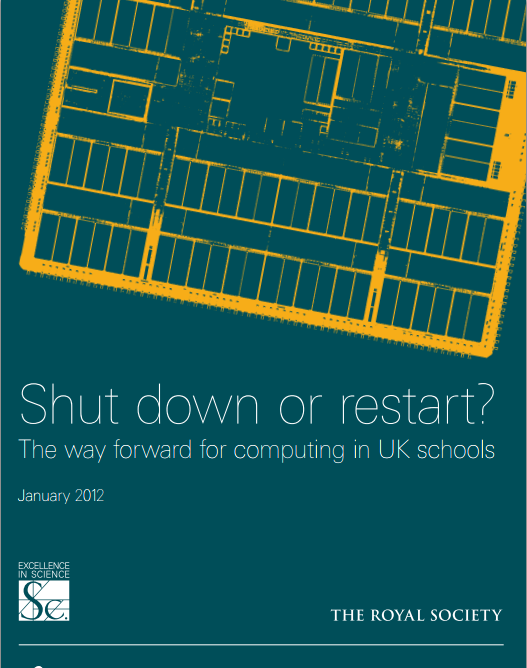 Shut down or restart?
The way forward for computing in UK schools
January 2012
EXCELLENCE
IN SCIENCE
Sc.
THE ROYAL SOCIETY